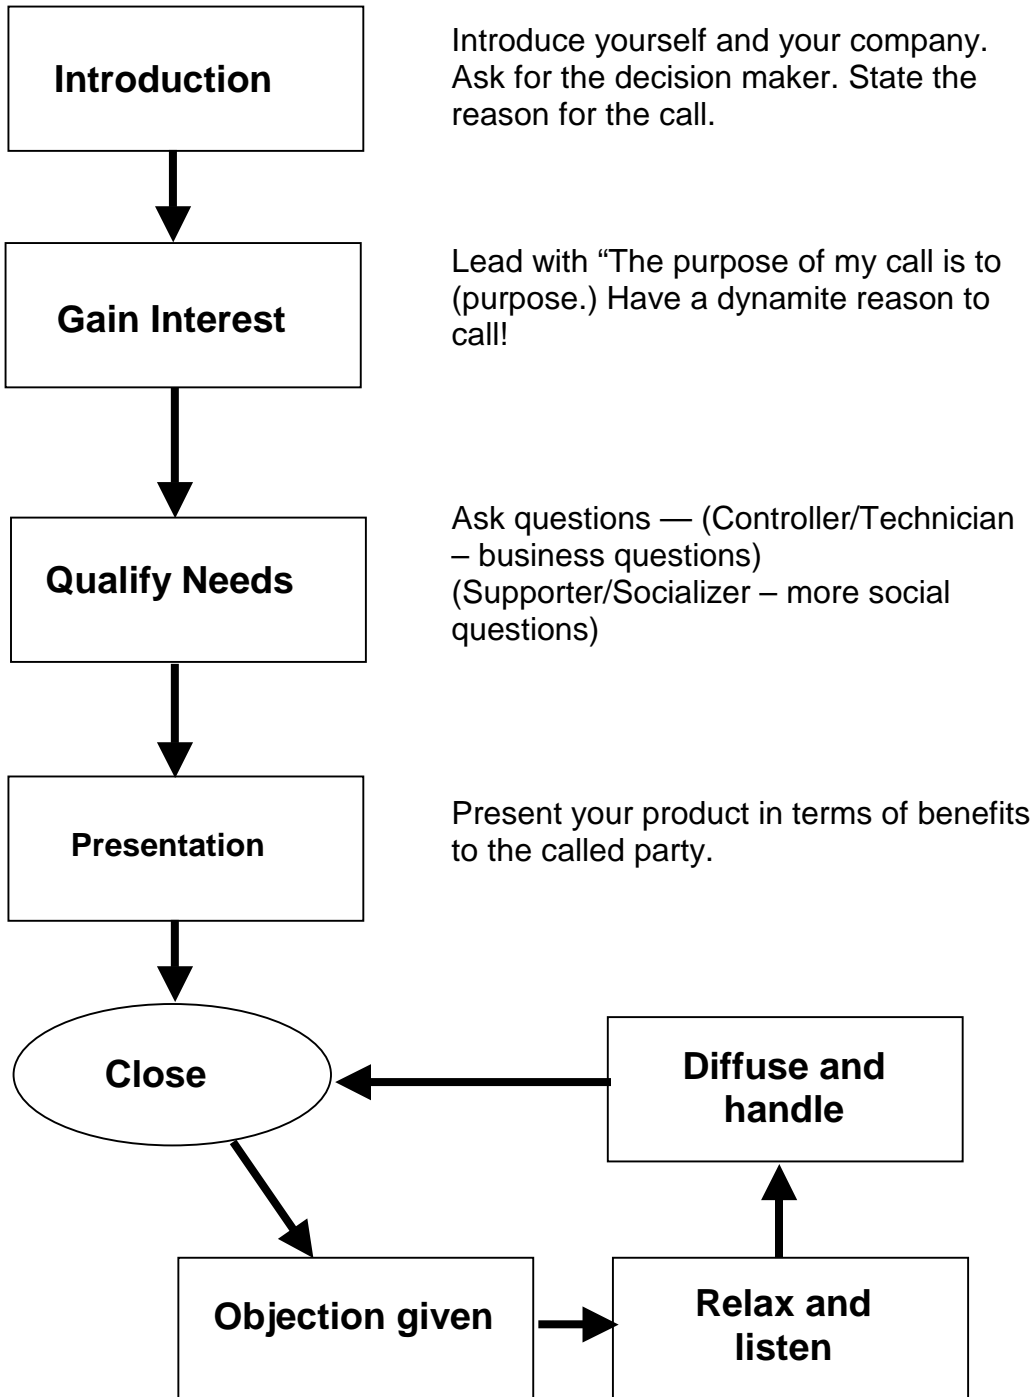 Introduction
Introduce yourself and your company.
Ask for the decision maker. State the
reason for the call.
Gain Interest
Lead with “The purpose of my call is to
(purpose.) Have a dynamite reason to
call!
Qualify Needs
Ask questions — (Controller/Technician
– business questions)
(Supporter/Socializer – more social
questions)
Presentation
Present your product in terms of benefits
to the called party.
Close
Diffuse and
handle
Objection given
Relax and
listen